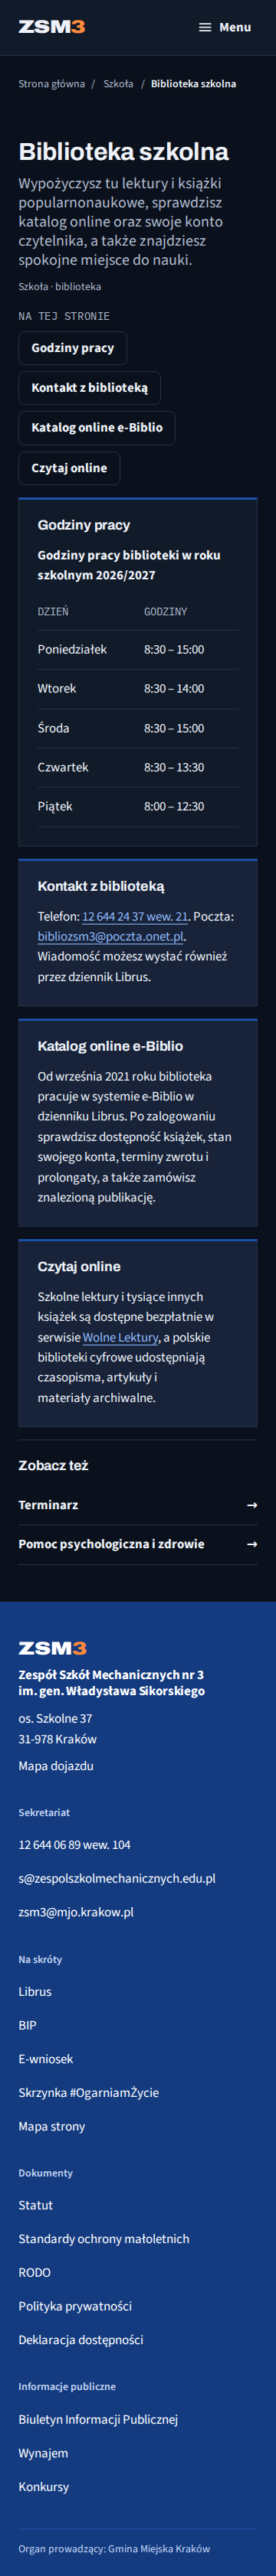 ZSM3
Menu
Strona główna / Szkoła / Biblioteka szkolna
Biblioteka szkolna
Wypożyczysz tu lektury i książki
popularnonaukowe, sprawdzisz
katalog online oraz swoje konto
czytelnika, a także znajdziesz
spokojne miejsce do nauki.
Szkoła · biblioteka
NA TEJ STRONIE
Godziny pracy
Kontakt z biblioteką
Katalog online e-Biblio
Czytaj online
Godziny pracy
Godziny pracy biblioteki w roku
szkolnym 2026/2027
DZIEŃ GODZINY
Poniedziałek 8:30 – 15:00
Wtorek 8:30 – 14:00
Środa 8:30 – 15:00
Czwartek 8:30 – 13:30
Piątek 8:00 – 12:30
Kontakt z biblioteką
Telefon: 12 644 24 37 wew. 21. Poczta:
bibliozsm3@poczta.onet.pl.
Wiadomość możesz wysłać również
przez dziennik Librus.
Katalog online e-Biblio
Od września 2021 roku biblioteka
pracuje w systemie e-Biblio w
dzienniku Librus. Po zalogowaniu
sprawdzisz dostępność książek, stan
swojego konta, terminy zwrotu i
prolongaty, a także zamówisz
znalezioną publikację.
Czytaj online
Szkolne lektury i tysiące innych
książek są dostępne bezpłatnie w
serwisie Wolne Lektury, a polskie
biblioteki cyfrowe udostępniają
czasopisma, artykuły i
materiały archiwalne.
Zobacz też
Terminarz →
Pomoc psychologiczna i zdrowie →
ZSM3
Zespół Szkół Mechanicznych nr 3
im. gen. Władysława Sikorskiego
os. Szkolne 37
31-978 Kraków
Mapa dojazdu
Sekretariat
12 644 06 89 wew. 104
s@zespolszkolmechanicznych.edu.pl
zsm3@mjo.krakow.pl
Na skróty
Librus
BIP
E-wniosek
Skrzynka #OgarniamŻycie
Mapa strony
Dokumenty
Statut
Standardy ochrony małoletnich
RODO
Polityka prywatności
Deklaracja dostępności
Informacje publiczne
Biuletyn Informacji Publicznej
Wynajem
Konkursy
Organ prowadzący: Gmina Miejska Kraków